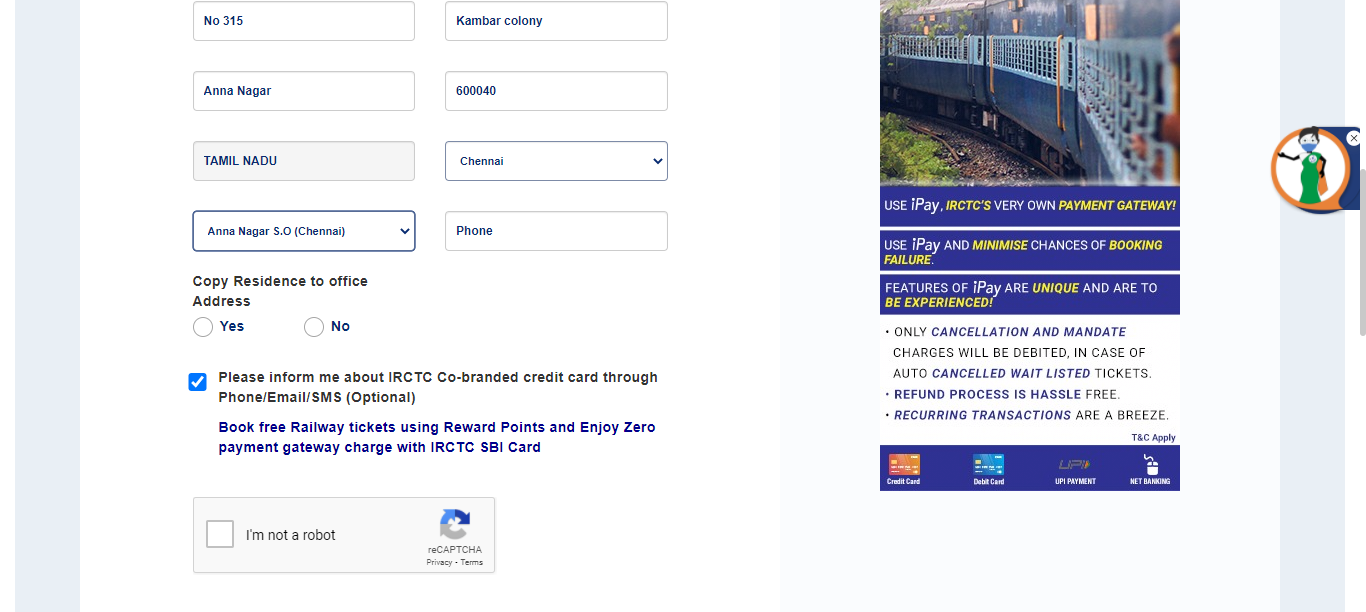 No 315
Kambar colony
Anna Nagar
600040
TAMIL NADU
Chennai
Anna Nagar S.O (Chennai)
Phone
Copy Residence to office
Address
Yes
No
Please inform me about IRCTC Co-branded credit card through
Phone/Email/SMS (Optional)
Book free Railway tickets using Reward Points and Enjoy Zero
payment gateway charge with IRCTC SBI Card
I'm not a robot
reCAPTCHA
Privacy - Terms
USE iPay, IRCTC'S VERY OWN PAYMENT GATEWAY!
USE iPay AND MINIMISE CHANCES OF BOOKING
FAILURE.
FEATURES OF iPay ARE UNIQUE AND ARE TO
BE EXPERIENCED!
• ONLY CANCELLATION AND MANDATE
CHARGES WILL BE DEBITED, IN CASE OF
AUTO CANCELLED WAIT LISTED TICKETS.
• REFUND PROCESS IS HASSLE FREE.
• RECURRING TRANSACTIONS ARE A BREEZE.
T&C Apply
UPI
Credit Card
Debit Card
UPI PAYMENT
NET BANKING